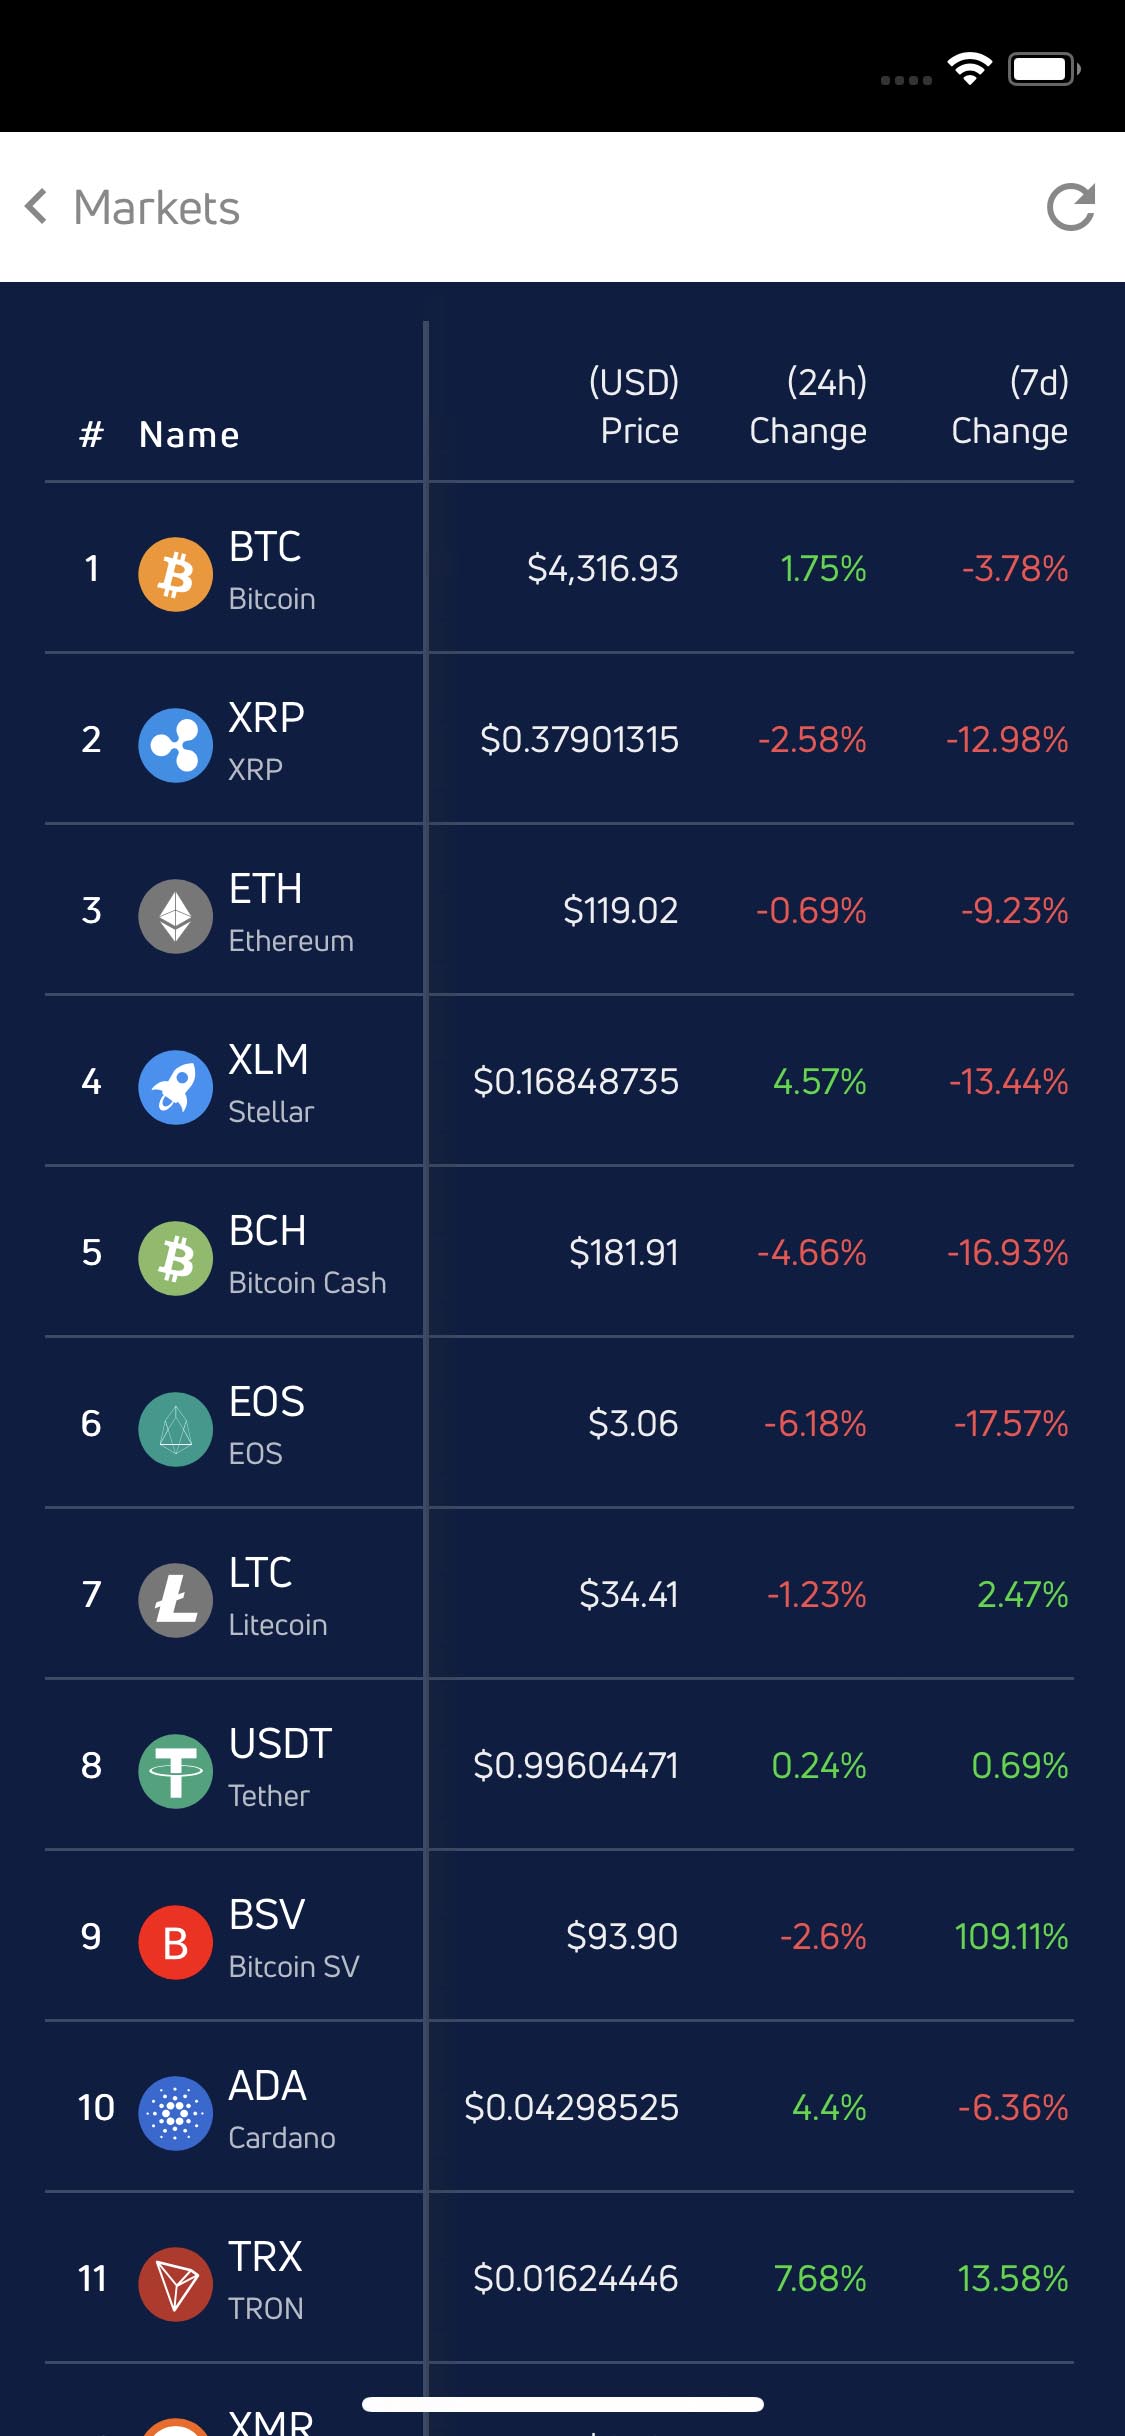 Markets
(USD) (24h) (7d)
# Name Price Change Change
BTC
1 $4,316.93 1.75% -3.78%
Bitcoin
XRP
2 $0.37901315 -2.58% -12.98%
XRP
ETH
3 $119.02 -0.69% -9.23%
Ethereum
XLM
4 $0.16848735 4.57% -13.44%
Stellar
BCH
5 $181.91 -4.66% -16.93%
Bitcoin Cash
EOS
6 $3.06 -6.18% -17.57%
EOS
LTC
7 $34.41 -1.23% 2.47%
Litecoin
USDT
8 $0.99604471 0.24% 0.69%
Tether
BSV
9 B $93.90 -2.6% 109.11%
Bitcoin SV
ADA
10 $0.04298525 4.4% -6.36%
Cardano
TRX
11 $0.01624446 7.68% 13.58%
TRON
XMR